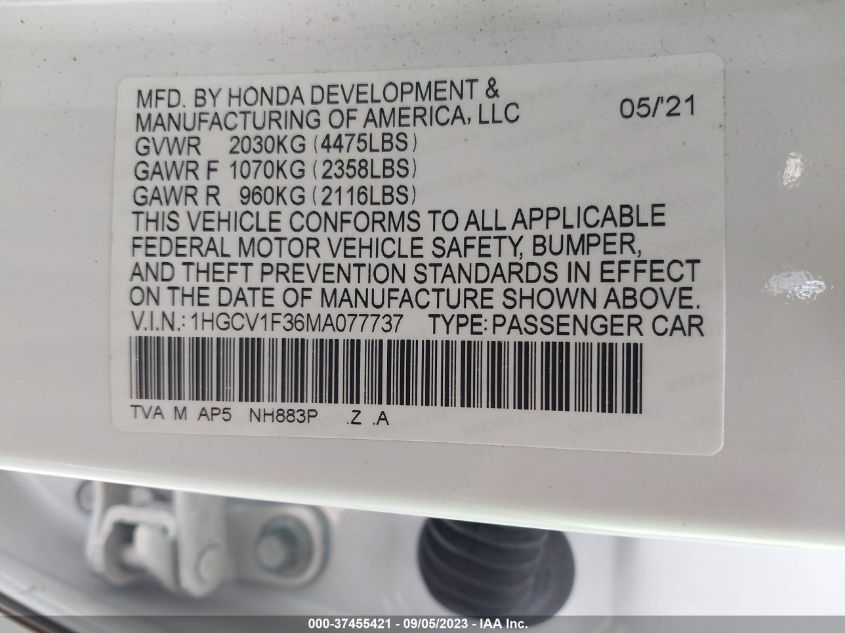 MFD. BY HONDA DEVELOPMENT &
MANUFACTURING OF AMERICA, LLC 05/'21
GVWR 2030KG (4475LBS)
GAWR F 1070KG (2358LBS)
GAWR R 960KG (2116LBS)
THIS VEHICLE CONFORMS TO ALL APPLICABLE
FEDERAL MOTOR VEHICLE SAFETY, BUMPER,
AND THEFT PREVENTION STANDARDS IN EFFECT
ON THE DATE OF MANUFACTURE SHOWN ABOVE.
V.I.N.: 1HGCV1F36MA077737 TYPE: PASSENGER CAR
TVA M AP5 NH883P .Z .A
000-37455421 - 09/05/2023 - IAA Inc.